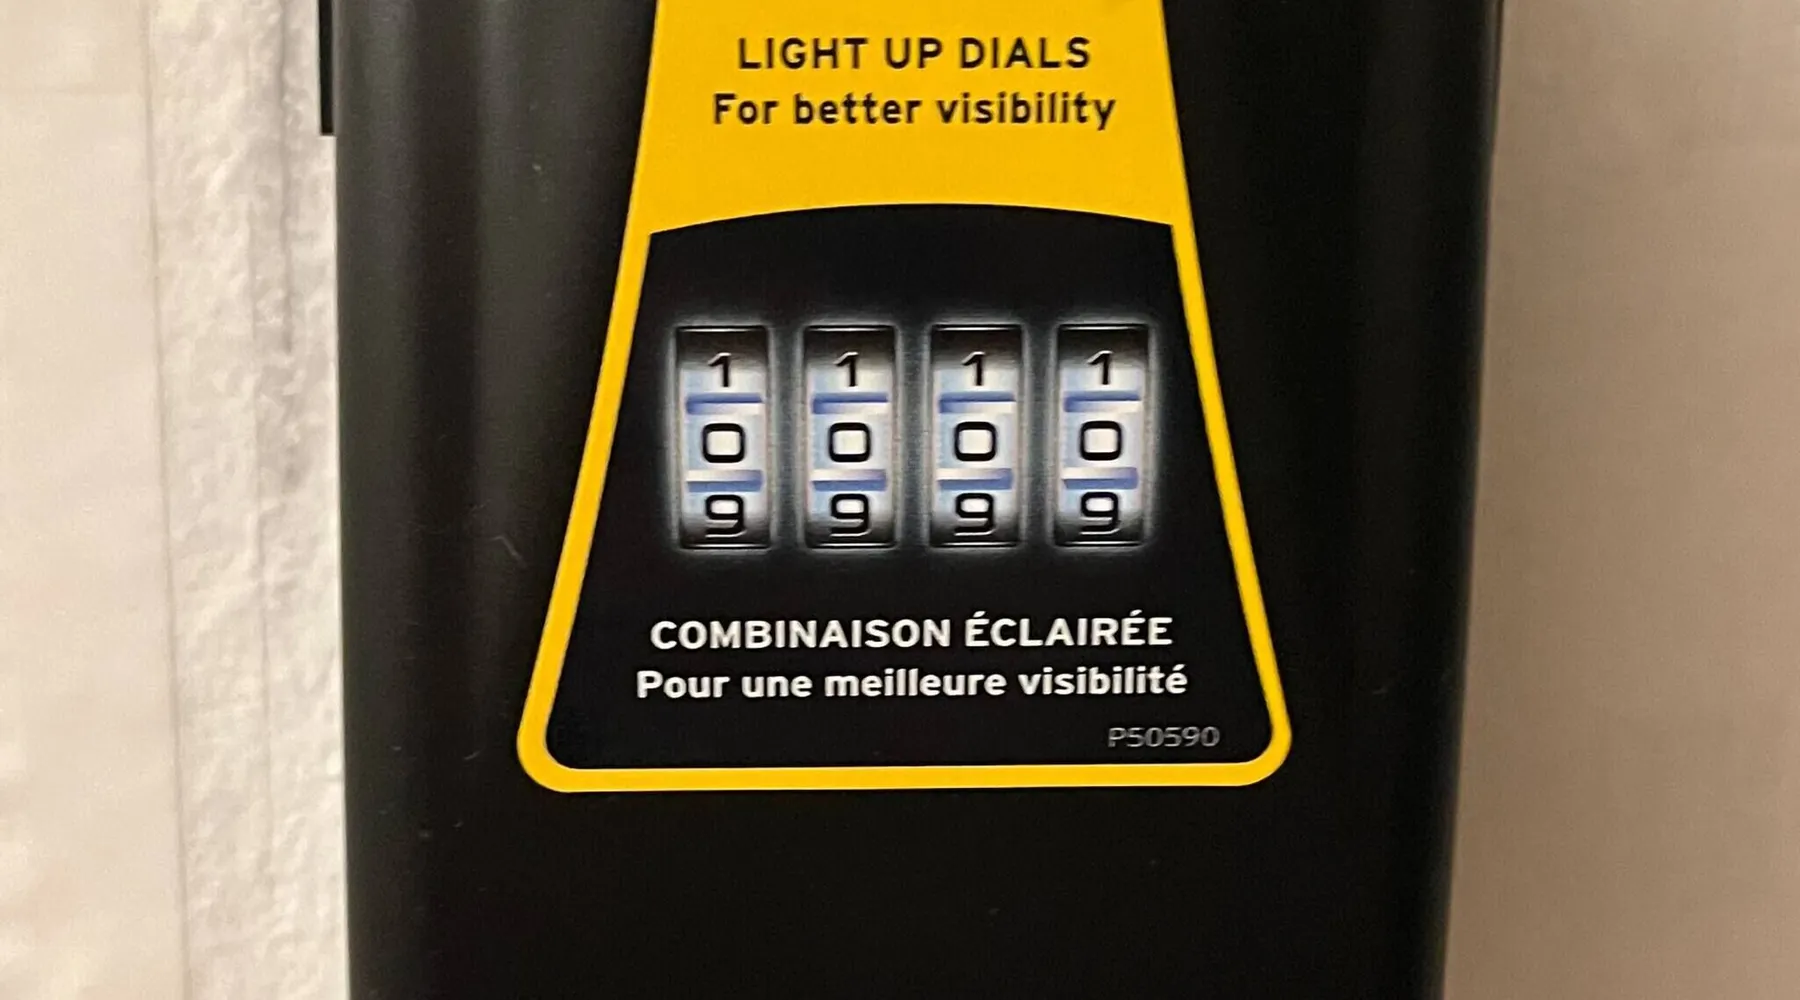 LIGHT UP DIALS
For better visibility
1 1 1 1
0 0 0 0
9 9 9 9
COMBINAISON ÉCLAIRÉE
Pour une meilleure visibilité
P50590